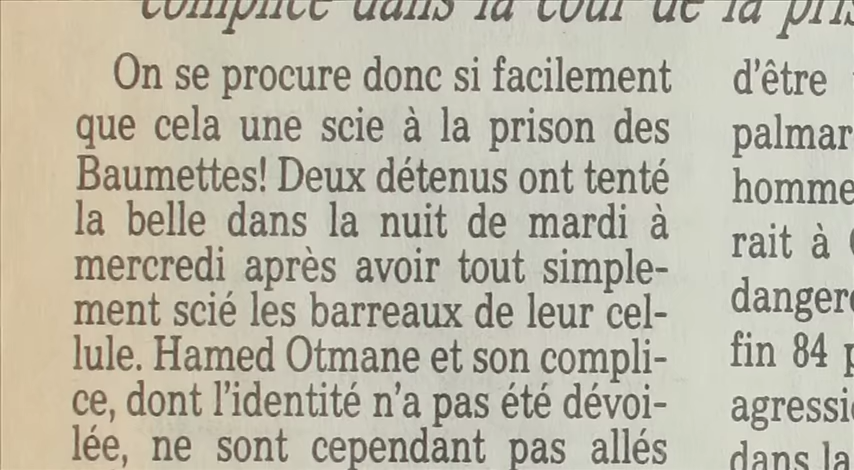 complice dans la cour de la pris
On se procure donc si facilement
que cela une scie à la prison des
Baumettes! Deux détenus ont tenté
la belle dans la nuit de mardi à
mercredi après avoir tout simple-
ment scié les barreaux de leur cel-
lule. Hamed Otmane et son compli-
ce, dont l'identité n'a pas été dévoi-
lée, ne sont cependant pas allés
d'être
palmar
homme
rait à
danger
fin 84 p
agressi
dans la